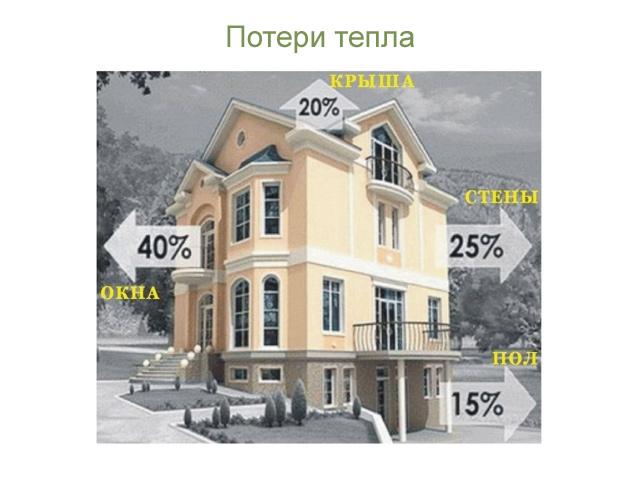 Потери тепла
КРЫША
20%
СТЕНЫ
40%
25%
ОКНА
ПОЛ
15%